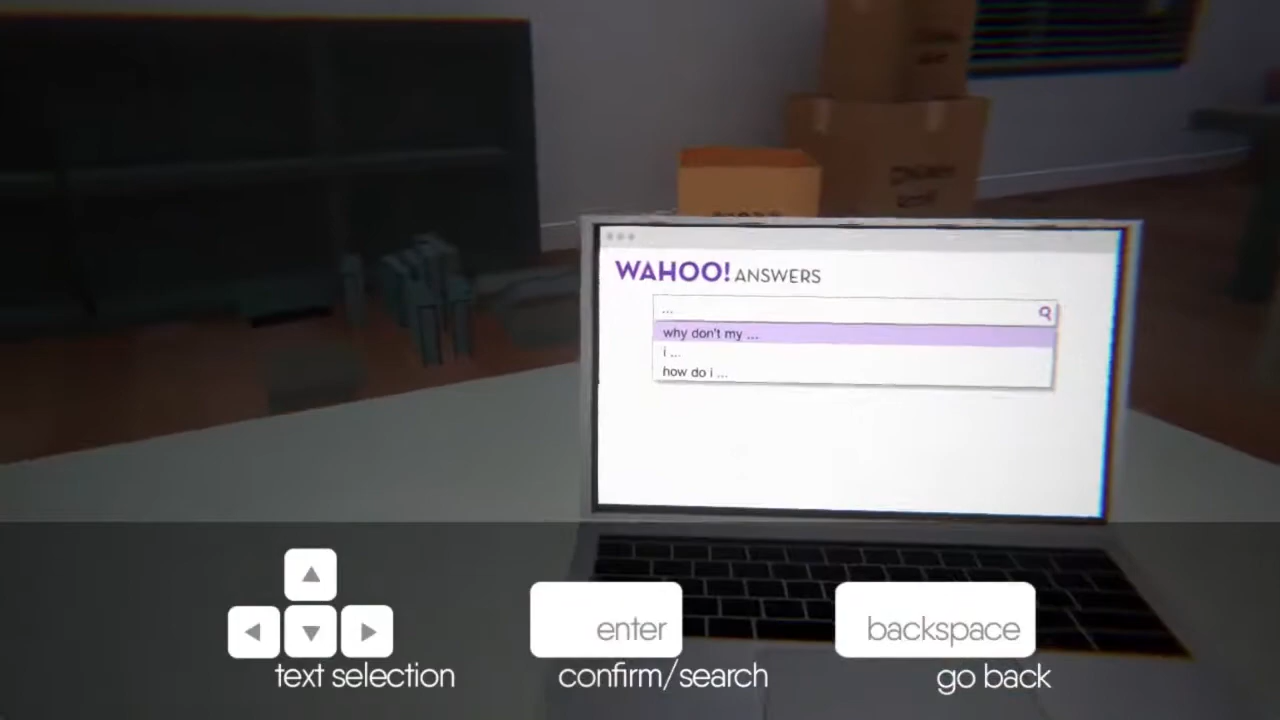 WAHOO! ANSWERS
...
why don't my ...
i ...
how do i ...
enter
backspace
text selection
confirm/search
go back